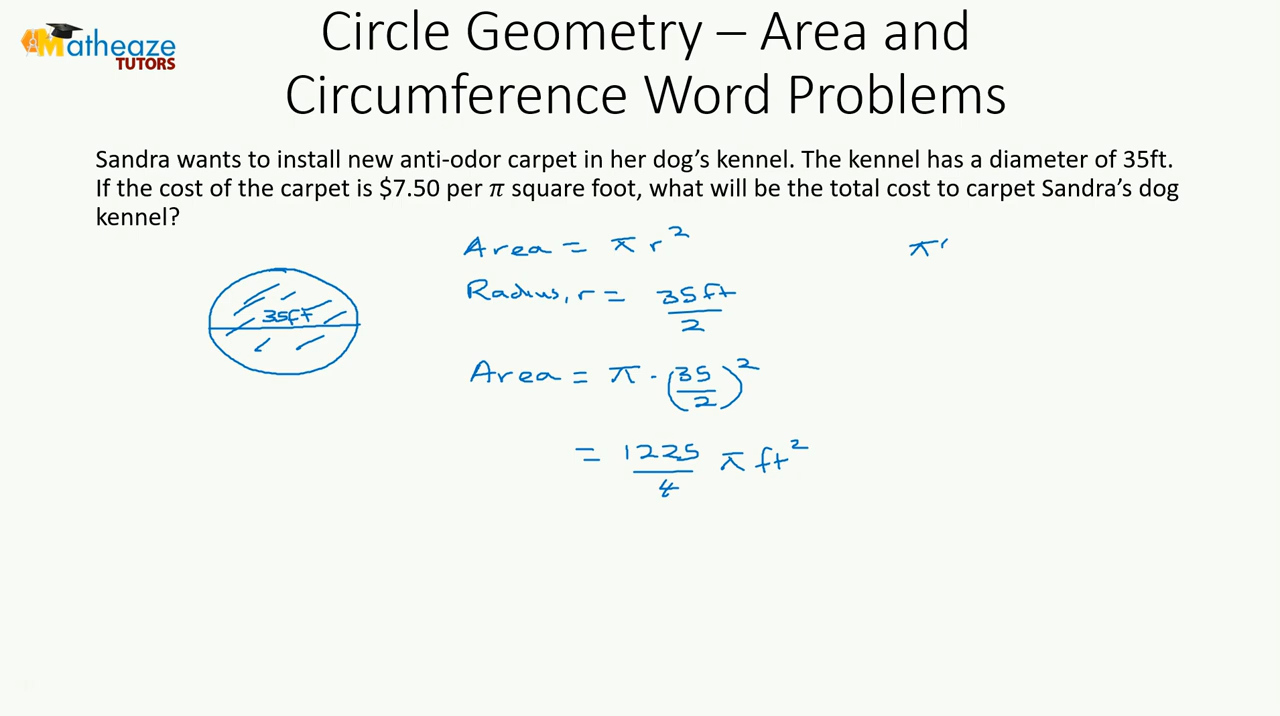 Matheaze
TUTORS
Circle Geometry – Area and
Circumference Word Problems
Sandra wants to install new anti-odor carpet in her dog’s kennel. The kennel has a diameter of 35ft.
If the cost of the carpet is $7.50 per 𝜋 square foot, what will be the total cost to carpet Sandra’s dog
kennel?
Area = π r²
π
Radius, r = 35ft/2
35ft
Area = π · (35/2)²
= 1225/4 π ft²